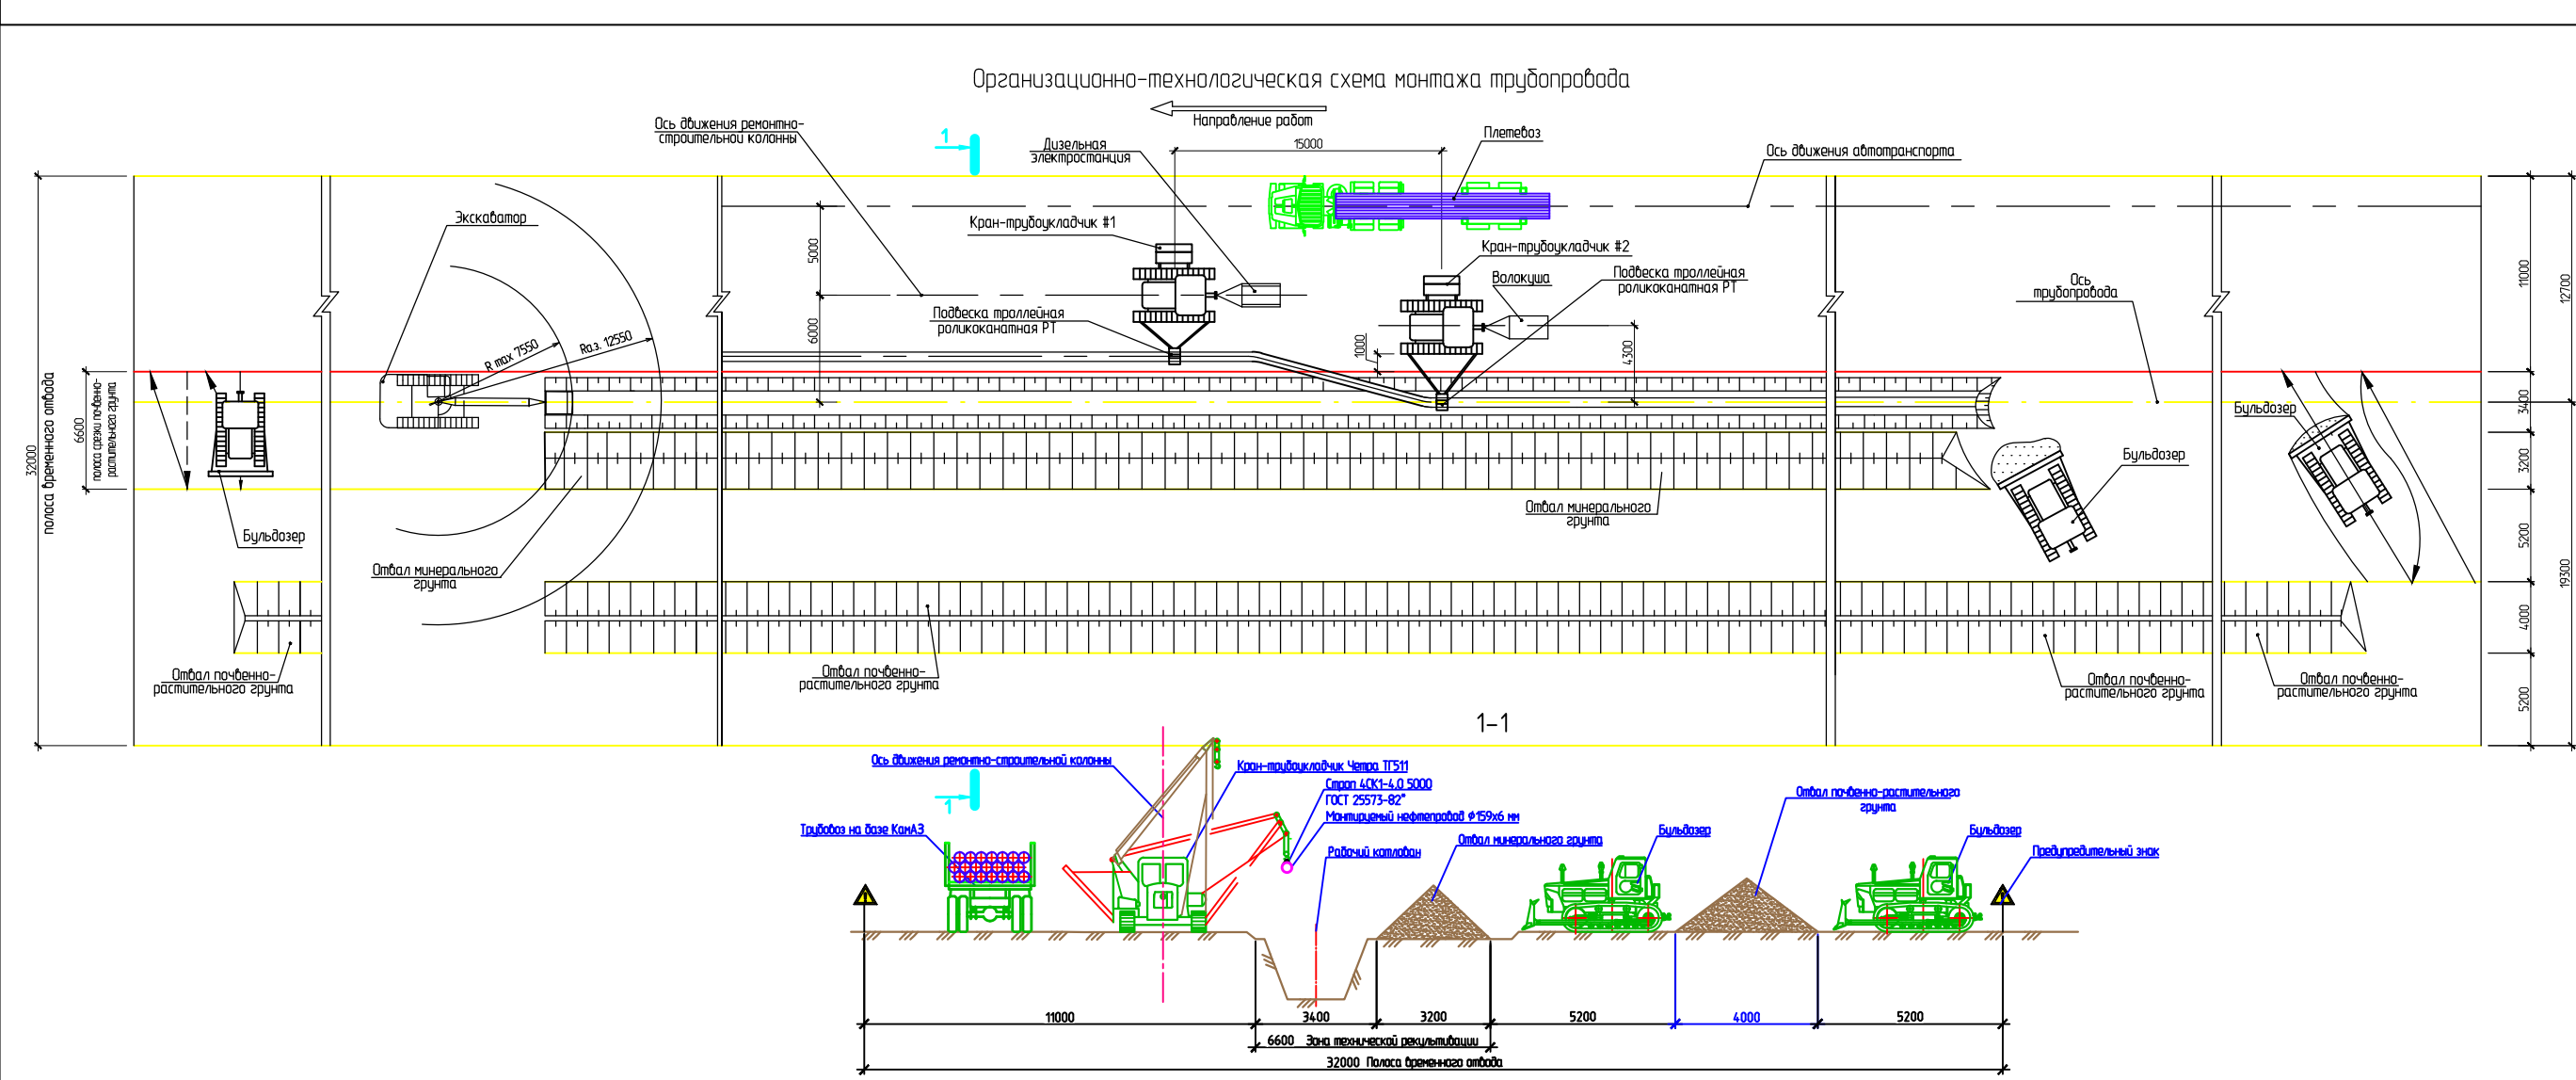 Организационно-технологическая схема монтажа трубопровода
Направление работ
Ось движения ремонтно-
строительной колонны
1
Дизельная
электростанция
15000
Плетевоз
Ось движения автотранспорта
Экскаватор
Кран-трубоукладчик #1
5000
Кран-трубоукладчик #2
Волокуша
Подвеска троллейная
роликоканатная РТ
Ось
трубопровода
11000
12700
Подвеска троллейная
роликоканатная РТ
6000
1000
4300
R max 7550
Rа.з. 12550
32000
полоса временного отвода
6600
полоса срезки почвенно-
растительного грунта
3400
Бульдозер
Бульдозер
3200
Отвал минерального
грунта
Бульдозер
5200
19300
Отвал минерального
грунта
4000
Отвал почвенно-
растительного грунта
Отвал почвенно-
растительного грунта
Отвал почвенно-
растительного грунта
Отвал почвенно-
растительного грунта
5200
1-1
Ось движения ремонтно-строительной колонны
Кран-трубоукладчик Четра ТГ511
Строп 4СК1-4.0 5000
ГОСТ 25573-82*
Монтируемый нефтепровод ф159х6 мм
1
Трубовоз на базе КамАЗ
Рабочий котлован
Отвал минерального грунта
Бульдозер
Отвал почвенно-растительного
грунта
Бульдозер
Предупредительный знак
11000
3400
3200
5200
4000
5200
6600 Зона технической рекультивации
32000 Полоса временного отвода